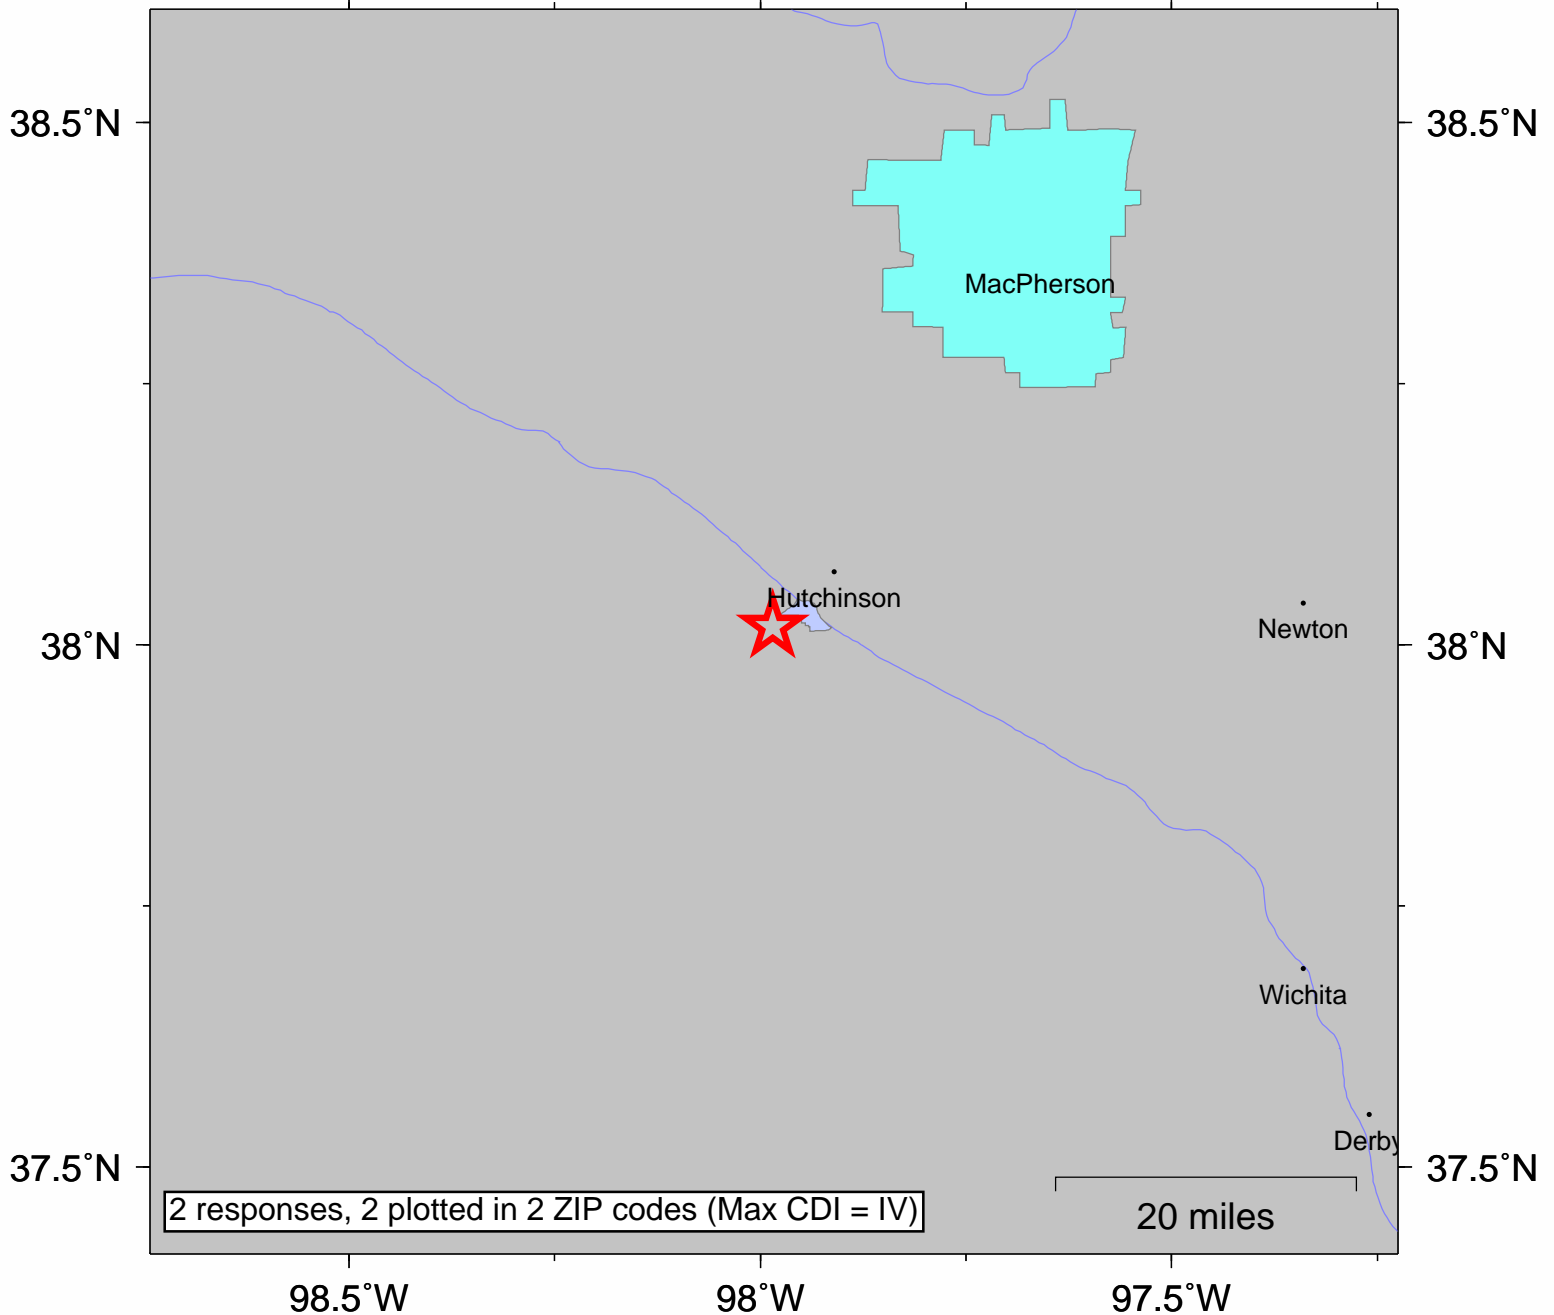 38.5˚N
38.5˚N
MacPherson
Hutchinson
38˚N
Newton
38˚N
Wichita
Derby
37.5˚N
37.5˚N
2 responses, 2 plotted in 2 ZIP codes (Max CDI = IV)
20 miles
98.5˚W
98˚W
97.5˚W